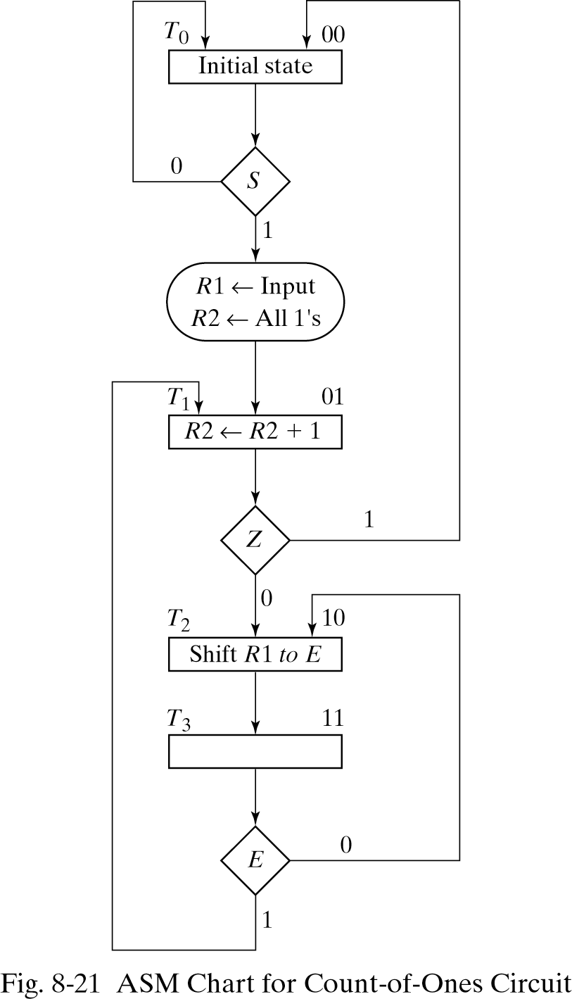 T0 00
Initial state
0
S
1
R1 ← Input
R2 ← All 1's
T1 01
R2 ← R2 + 1
1
Z
0
T2 10
Shift R1 to E
T3 11
0
E
1
Fig. 8-21 ASM Chart for Count-of-Ones Circuit